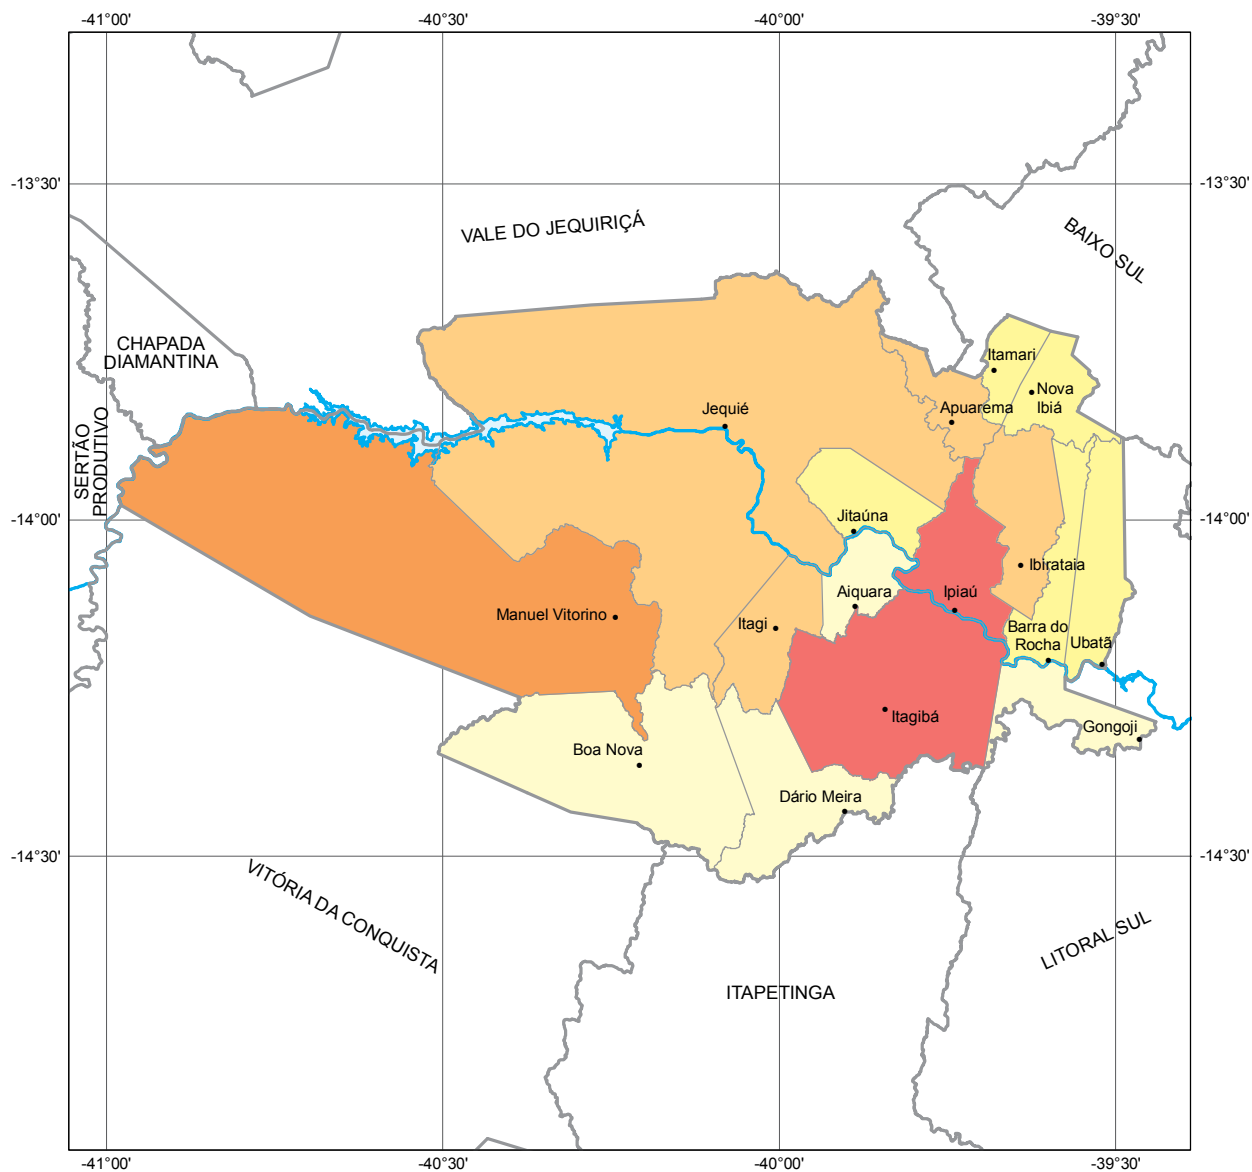 -41°00'
-40°30'
-40°00'
-39°30'
-13°30'
-13°30'
VALE DO JEQUIRIÇÁ
BAIXO SUL
CHAPADA
DIAMANTINA
Itamari
Nova
Ibiá
Jequié
Apuarema
SERTÃO
PRODUTIVO
-14°00'
Jitaúna
-14°00'
Ibirataia
Manuel Vitorino
Aiquara
Ipiaú
Itagi
Barra do
Rocha
Ubatã
Itagibá
Gongoji
Boa Nova
Dário Meira
-14°30'
-14°30'
VITÓRIA DA CONQUISTA
LITORAL SUL
ITAPETINGA
-41°00'
-40°30'
-40°00'
-39°30'